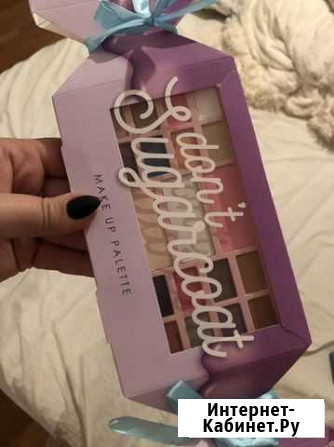 i don't
Sugarcoat
MAKE UP PALETTE
Интернет-
Кабинет.Ру